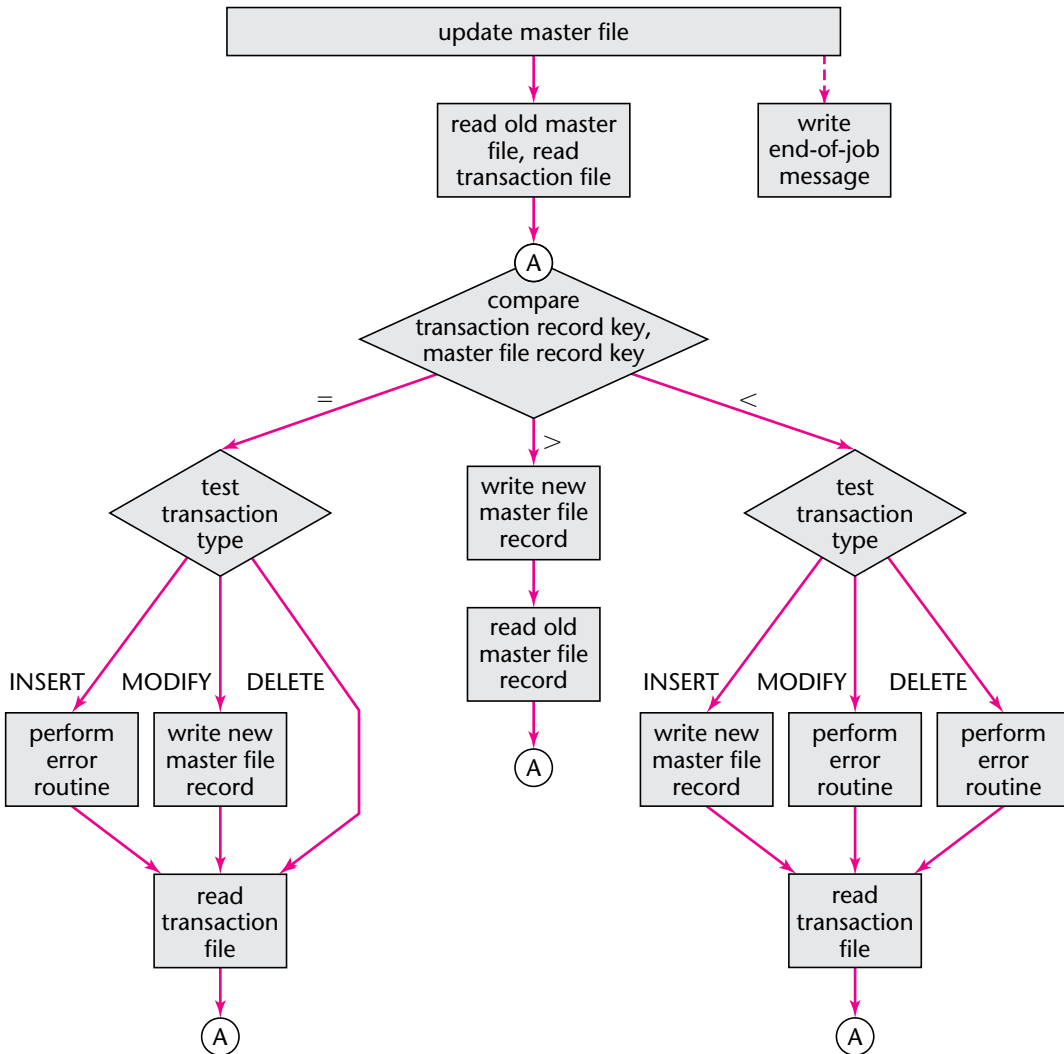 update master file
read old master
file, read
transaction file
write
end-of-job
message
A
compare
transaction record key,
master file record key
=
>
<
test
transaction
type
write new
master file
record
test
transaction
type
read old
master file
record
INSERT
MODIFY
DELETE
INSERT
MODIFY
DELETE
perform
error
routine
write new
master file
record
A
write new
master file
record
perform
error
routine
perform
error
routine
read
transaction
file
read
transaction
file
A
A